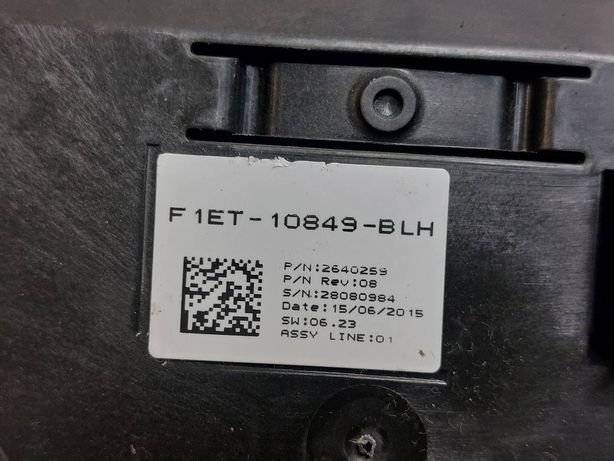 F1ET-10849-BLH
P/N:2640259
P/N Rev:08
S/N:28080984
Date:15/06/2015
SW:06.23
ASSY LINE:01